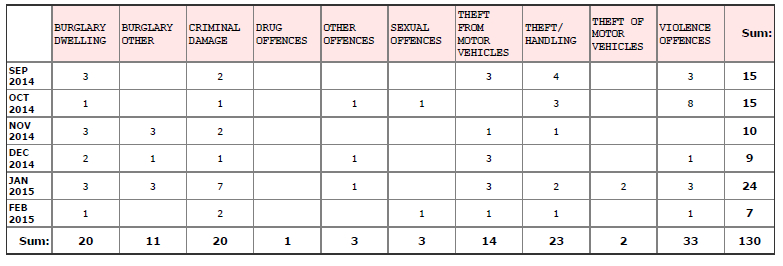 BURGLARY DWELLING BURGLARY OTHER CRIMINAL DAMAGE DRUG OFFENCES OTHER OFFENCES SEXUAL OFFENCES THEFT FROM MOTOR VEHICLES THEFT/ HANDLING THEFT OF MOTOR VEHICLES VIOLENCE OFFENCES Sum:
SEP 2014 3 2 3 4 3 15
OCT 2014 1 1 1 1 3 8 15
NOV 2014 3 3 2 1 1 10
DEC 2014 2 1 1 1 3 1 9
JAN 2015 3 3 7 1 3 2 2 3 24
FEB 2015 1 2 1 1 1 1 7
Sum: 20 11 20 1 3 3 14 23 2 33 130